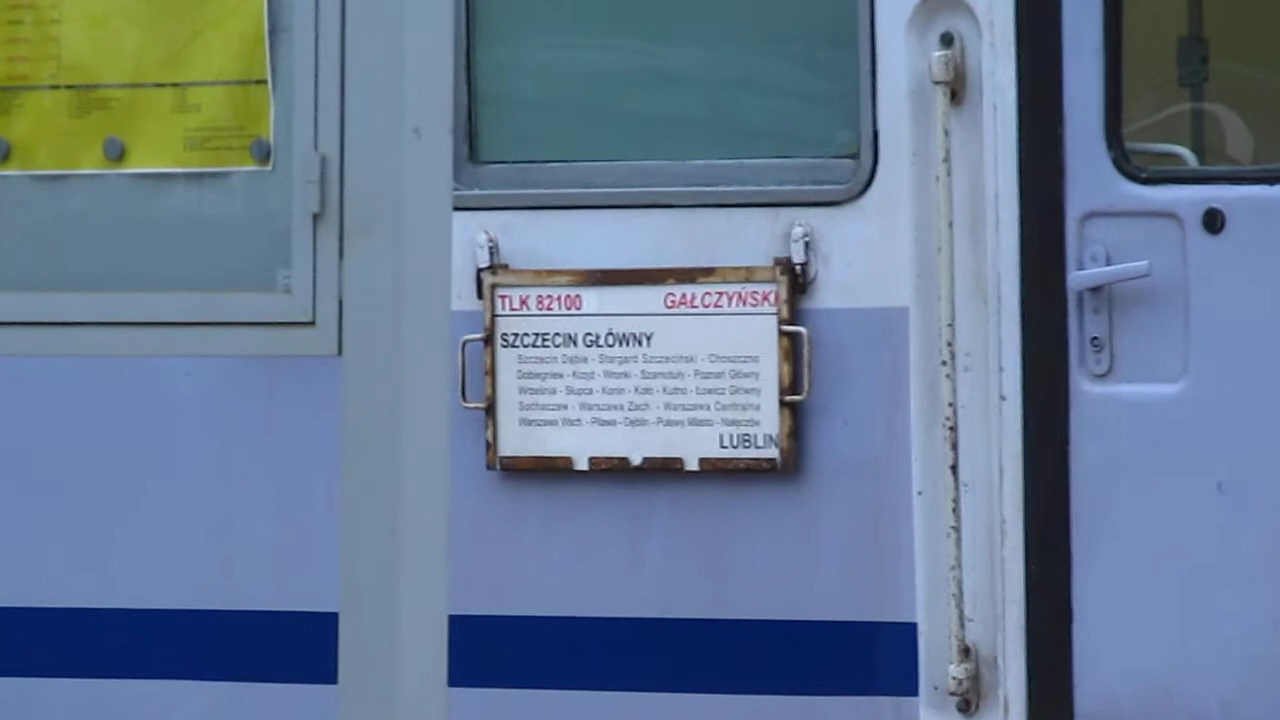 TLK 82100 GAŁCZYŃSKI
SZCZECIN GŁÓWNY
Szczecin Dąbie - Stargard Szczeciński - Choszczno
Dobiegniew - Krzyż - Wronki - Szamotuły - Poznań Główny
Września - Słupca - Konin - Koło - Kutno - Łowicz Główny
Sochaczew - Warszawa Zach. - Warszawa Centralna
Warszawa Wsch. - Pilawa - Dęblin - Puławy Miasto - Nałęczów
LUBLIN